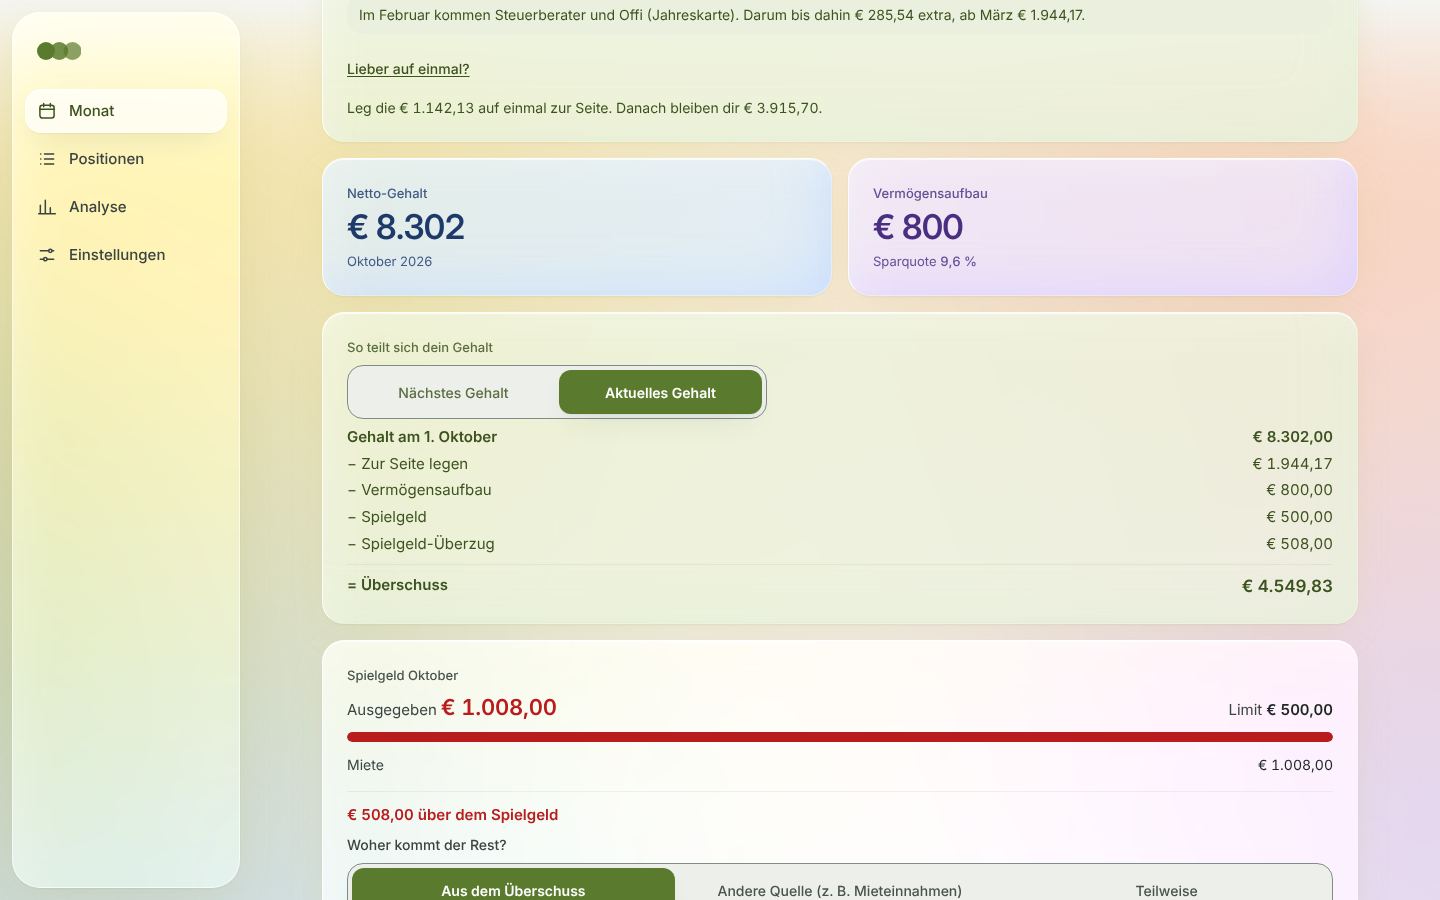 Im Februar kommen Steuerberater und Offi (Jahreskarte). Darum bis dahin € 285,54 extra, ab März € 1.944,17.
Lieber auf einmal?
Leg die € 1.142,13 auf einmal zur Seite. Danach bleiben dir € 3.915,70.
Monat
Positionen
Analyse
Einstellungen
Netto-Gehalt
€ 8.302
Oktober 2026
Vermögensaufbau
€ 800
Sparquote 9,6 %
So teilt sich dein Gehalt
Nächstes Gehalt
Aktuelles Gehalt
Gehalt am 1. Oktober € 8.302,00
− Zur Seite legen € 1.944,17
− Vermögensaufbau € 800,00
− Spielgeld € 500,00
− Spielgeld-Überzug € 508,00
= Überschuss € 4.549,83
Spielgeld Oktober
Ausgegeben € 1.008,00 Limit € 500,00
Miete € 1.008,00
€ 508,00 über dem Spielgeld
Woher kommt der Rest?
Aus dem Überschuss
Andere Quelle (z. B. Mieteinnahmen)
Teilweise